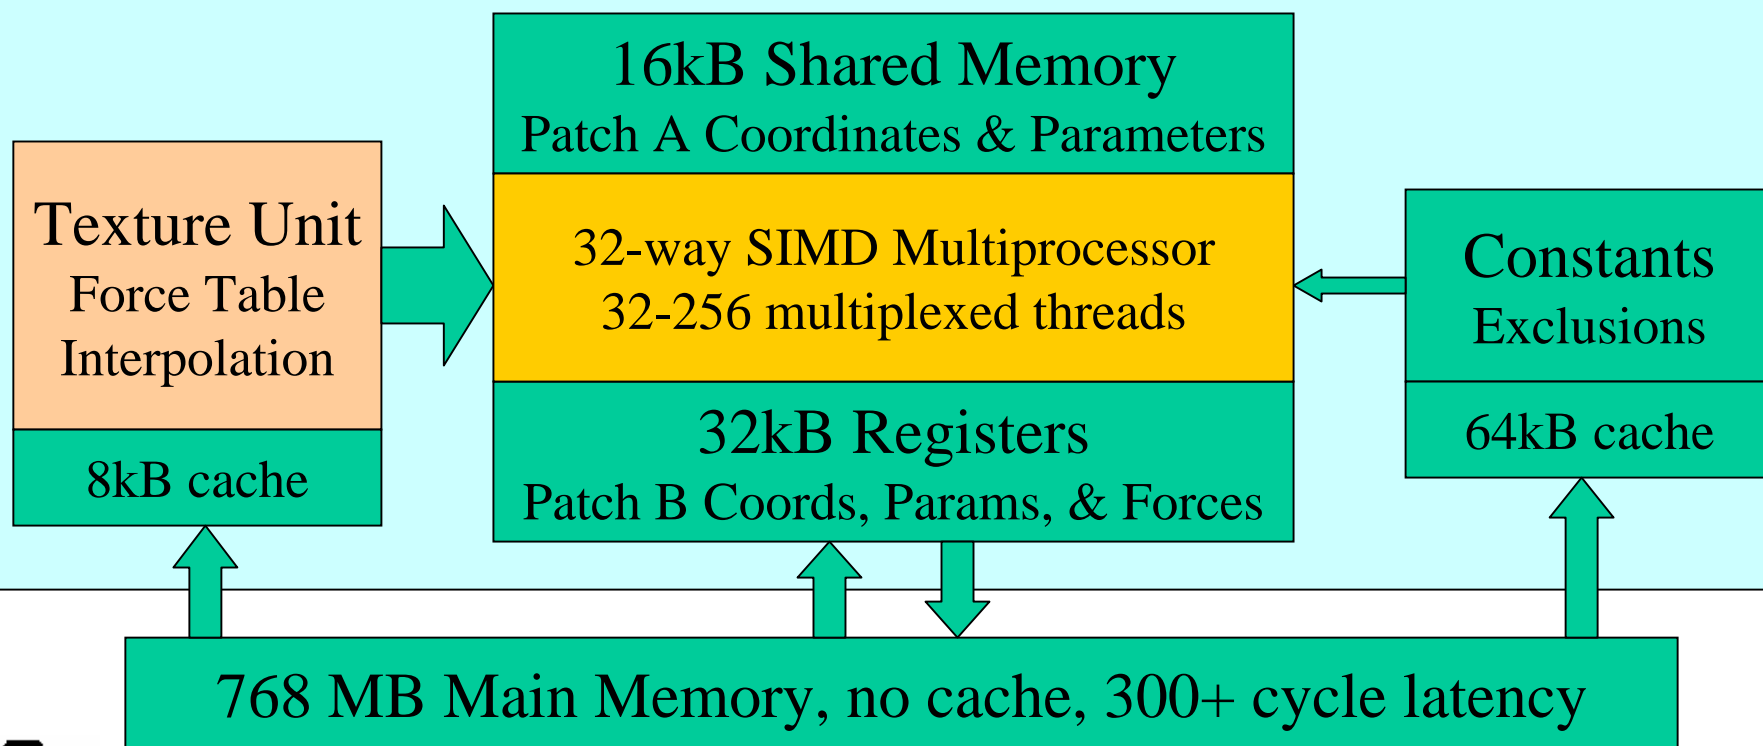 16kB Shared Memory
Patch A Coordinates & Parameters
Texture Unit
Force Table
Interpolation
8kB cache
32-way SIMD Multiprocessor
32-256 multiplexed threads
32kB Registers
Patch B Coords, Params, & Forces
Constants
Exclusions
64kB cache
768 MB Main Memory, no cache, 300+ cycle latency